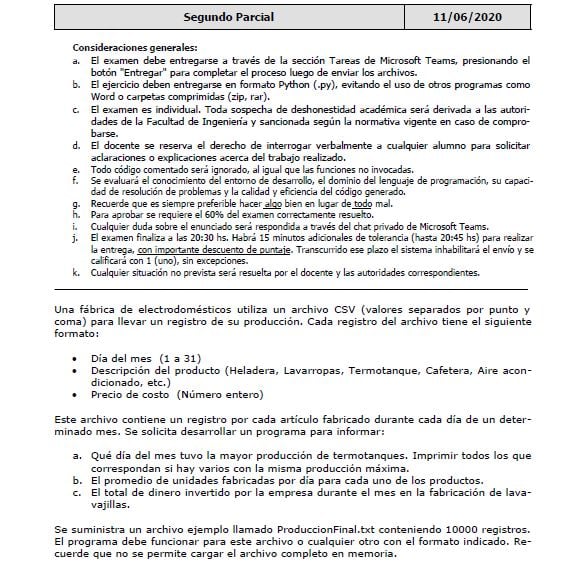 Segundo Parcial 11/06/2020
Consideraciones generales:
a. El examen debe entregarse a través de la sección Tareas de Microsoft Teams, presionando el
botón "Entregar" para completar el proceso luego de enviar los archivos.
b. El ejercicio deben entregarse en formato Python (.py), evitando el uso de otros programas como
Word o carpetas comprimidas (zip, rar).
c. El examen es individual. Toda sospecha de deshonestidad académica será derivada a las autori-
dades de la Facultad de Ingeniería y sancionada según la normativa vigente en caso de compro-
barse.
d. El docente se reserva el derecho de interrogar verbalmente a cualquier alumno para solicitar
aclaraciones o explicaciones acerca del trabajo realizado.
e. Todo código comentado será ignorado, al igual que las funciones no invocadas.
f. Se evaluará el conocimiento del entorno de desarrollo, el dominio del lenguaje de programación, su capaci-
dad de resolución de problemas y la calidad y eficiencia del código generado.
g. Recuerde que es siempre preferible hacer algo bien en lugar de todo mal.
h. Para aprobar se requiere el 60% del examen correctamente resuelto.
i. Cualquier duda sobre el enunciado será respondida a través del chat privado de Microsoft Teams.
j. El examen finaliza a las 20:30 hs. Habrá 15 minutos adicionales de tolerancia (hasta 20:45 hs) para realizar
la entrega, con importante descuento de puntaje. Transcurrido ese plazo el sistema inhabilitará el envío y se
calificará con 1 (uno), sin excepciones.
k. Cualquier situación no prevista será resuelta por el docente y las autoridades correspondientes.
Una fábrica de electrodomésticos utiliza un archivo CSV (valores separados por punto y
coma) para llevar un registro de su producción. Cada registro del archivo tiene el siguiente
formato:
• Día del mes (1 a 31)
• Descripción del producto (Heladera, Lavarropas, Termotanque, Cafetera, Aire acon-
dicionado, etc.)
• Precio de costo (Número entero)
Este archivo contiene un registro por cada artículo fabricado durante cada día de un deter-
minado mes. Se solicita desarrollar un programa para informar:
a. Qué día del mes tuvo la mayor producción de termotanques. Imprimir todos los que
correspondan si hay varios con la misma producción máxima.
b. El promedio de unidades fabricadas por día para cada uno de los productos.
c. El total de dinero invertido por la empresa durante el mes en la fabricación de lava-
vajillas.
Se suministra un archivo ejemplo llamado ProduccionFinal.txt conteniendo 10000 registros.
El programa debe funcionar para este archivo o cualquier otro con el formato indicado. Re-
cuerde que no se permite cargar el archivo completo en memoria.